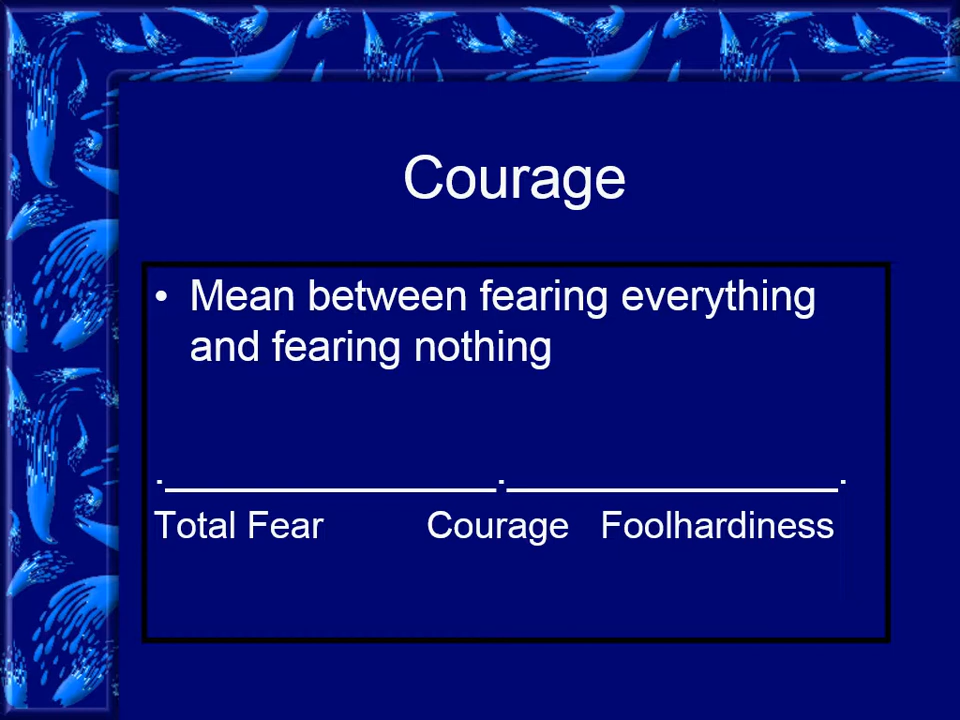 Courage
• Mean between fearing everything
and fearing nothing
.________________.________________.
Total Fear Courage Foolhardiness